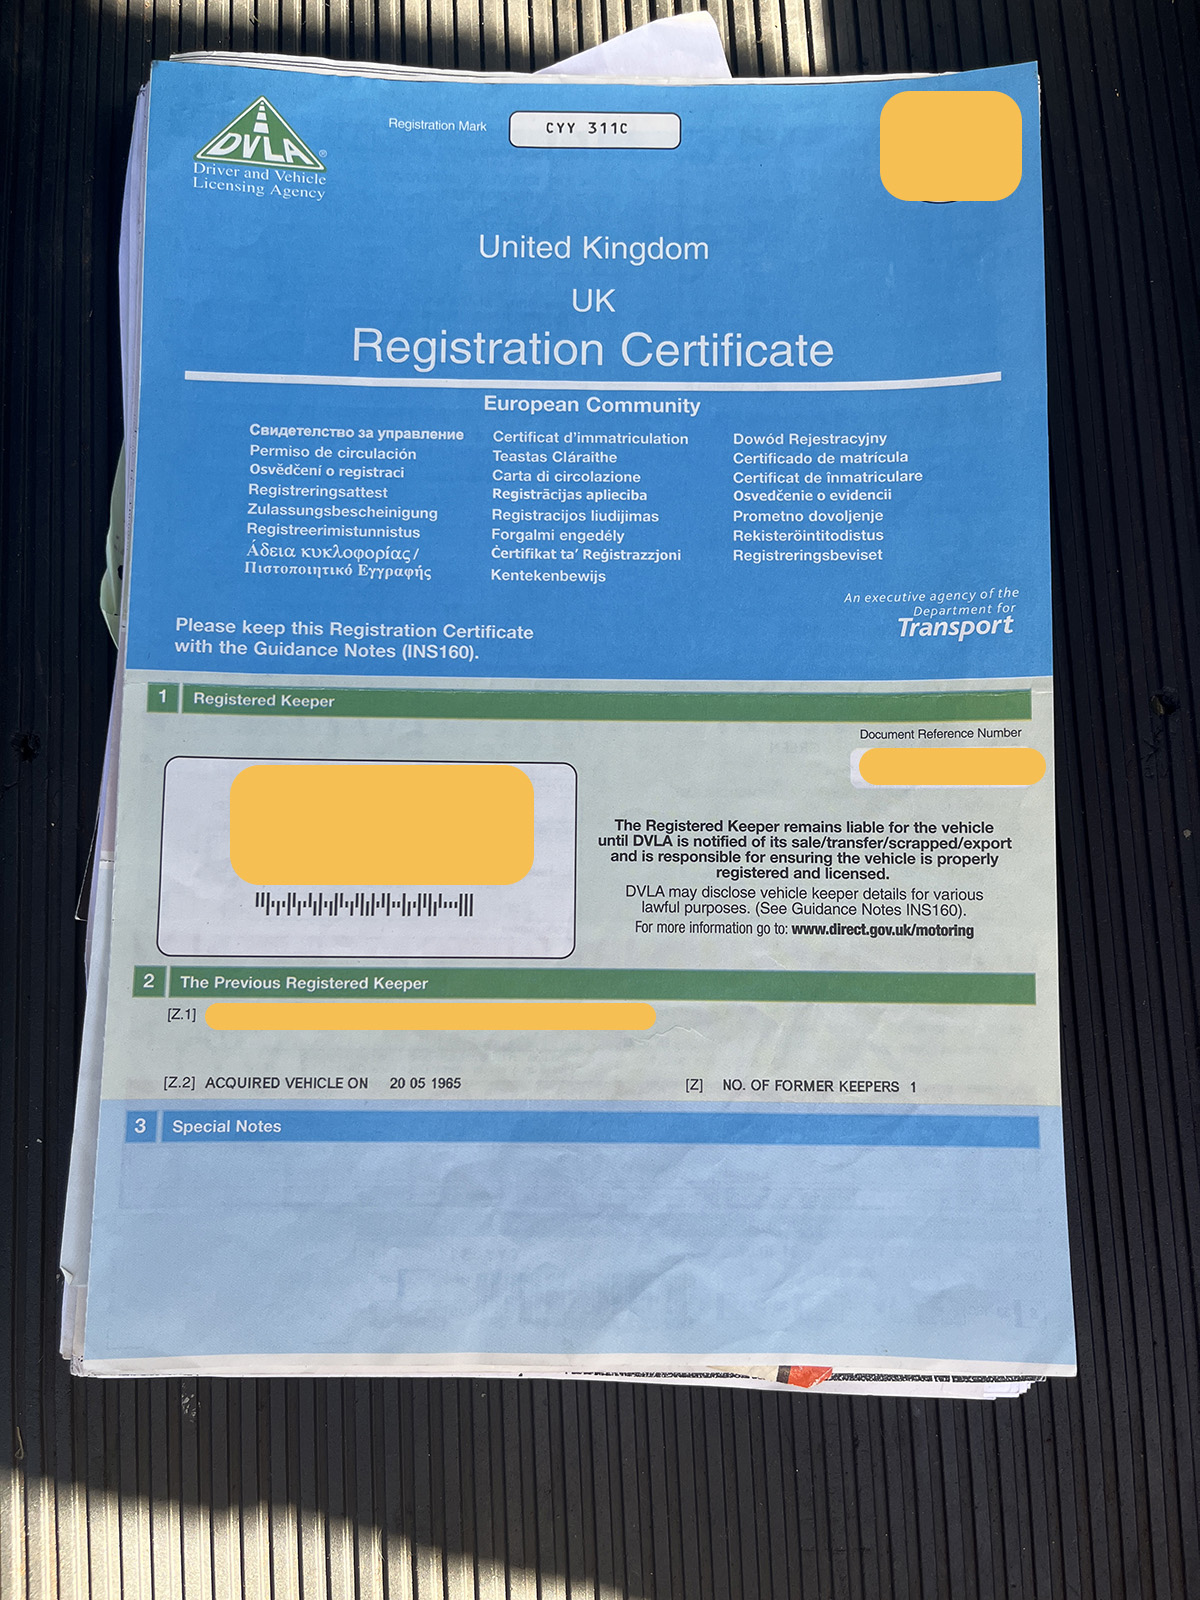 DVLA®
Driver and Vehicle
Licensing Agency
Registration Mark
CYY 311C
United Kingdom
UK
Registration Certificate
European Community
Свидетелство за управление
Permiso de circulación
Osvědčení o registraci
Registreringsattest
Zulassungsbescheinigung
Registreerimistunnistus
Άδεια κυκλοφορίας /
Πιστοποιητικό Εγγραφής
Certificat d'immatriculation
Teastas Cláraithe
Carta di circolazione
Registrãcijas aplieciba
Registracijos liudijimas
Forgalmi engedély
Ċertifikat ta' Reġistrazzjoni
Kentekenbewijs
Dowód Rejestracyjny
Certificado de matrícula
Certificat de înmatriculare
Osvedčenie o evidencii
Prometno dovoljenje
Rekisteröintitodistus
Registreringsbeviset
An executive agency of the
Department for
Transport
Please keep this Registration Certificate
with the Guidance Notes (INS160).
1 Registered Keeper
Document Reference Number
The Registered Keeper remains liable for the vehicle
until DVLA is notified of its sale/transfer/scrapped/export
and is responsible for ensuring the vehicle is properly
registered and licensed.
DVLA may disclose vehicle keeper details for various
lawful purposes. (See Guidance Notes INS160).
For more information go to: www.direct.gov.uk/motoring
2 The Previous Registered Keeper
[Z.1]
[Z.2] ACQUIRED VEHICLE ON 20 05 1965
[Z] NO. OF FORMER KEEPERS 1
3 Special Notes